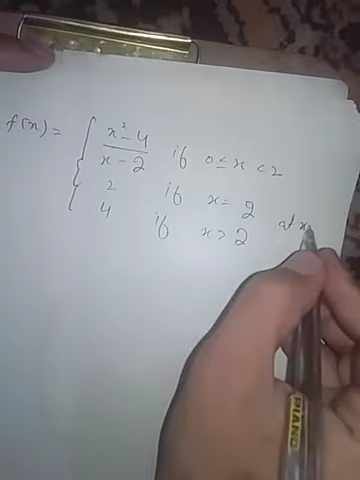 f(x) = { x² - 4 / x - 2 if 0 ≤ x < 2
2 if x = 2
4 if x > 2 at x
PIANO